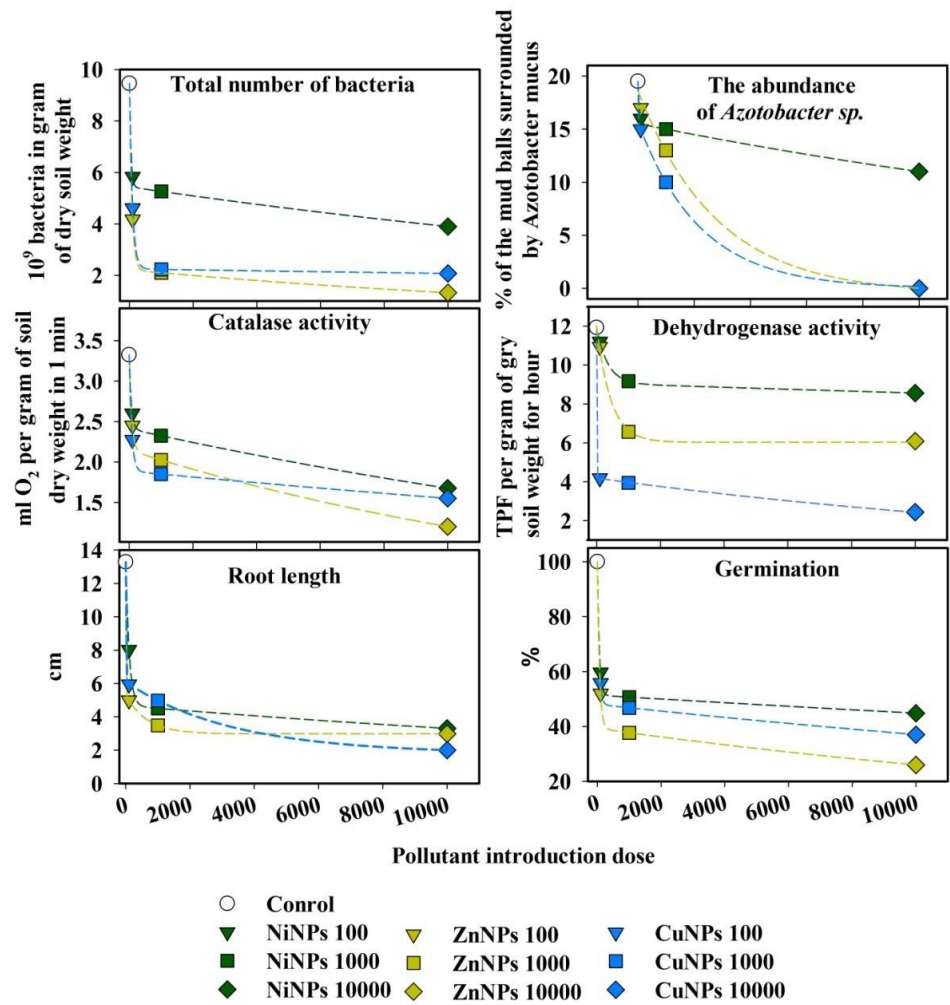 Total number of bacteria
10⁹ bacteria in gram
of dry soil weight
10
8
6
4
2
The abundance
of Azotobacter sp.
% of the mud balls surrounded
by Azotobacter mucus
20
15
10
5
0
Catalase activity
ml O₂ per gram of soil
dry weight in 1 min
3.5
3.0
2.5
2.0
1.5
Dehydrogenase activity
TPF per gram of gry
soil weight for hour
12
10
8
6
4
2
Root length
cm
14
12
10
8
6
4
2
0
0 2000 4000 6000 8000 10000
Germination
%
100
80
60
40
20
0 2000 4000 6000 8000 10000
Pollutant introduction dose
Conrol
NiNPs 100 ZnNPs 100 CuNPs 100
NiNPs 1000 ZnNPs 1000 CuNPs 1000
NiNPs 10000 ZnNPs 10000 CuNPs 10000